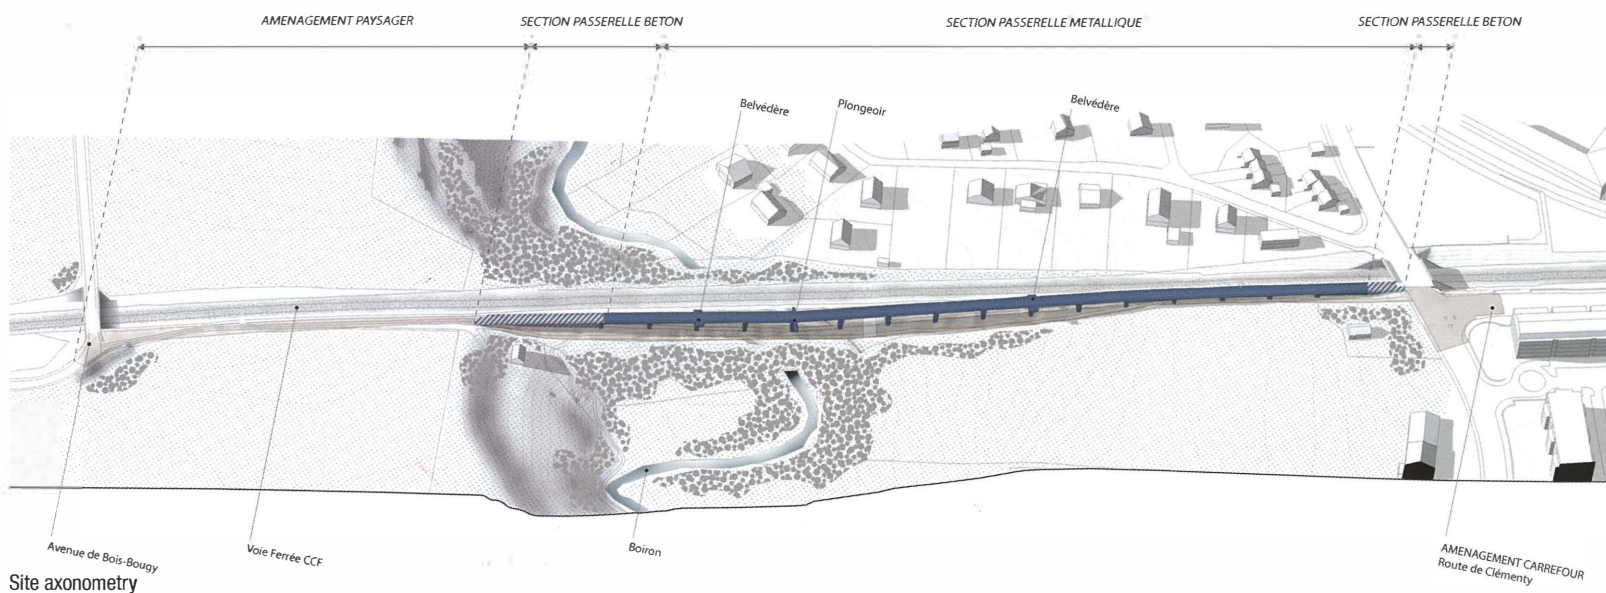 AMENAGEMENT PAYSAGER
SECTION PASSERELLE BETON
SECTION PASSERELLE METALLIQUE
SECTION PASSERELLE BETON
Belvédère
Plongeoir
Belvédère
Avenue de Bois-Bougy
Voie Ferrée CCF
Boiron
AMENAGEMENT CARREFOUR
Route de Clémenty
Site axonometry